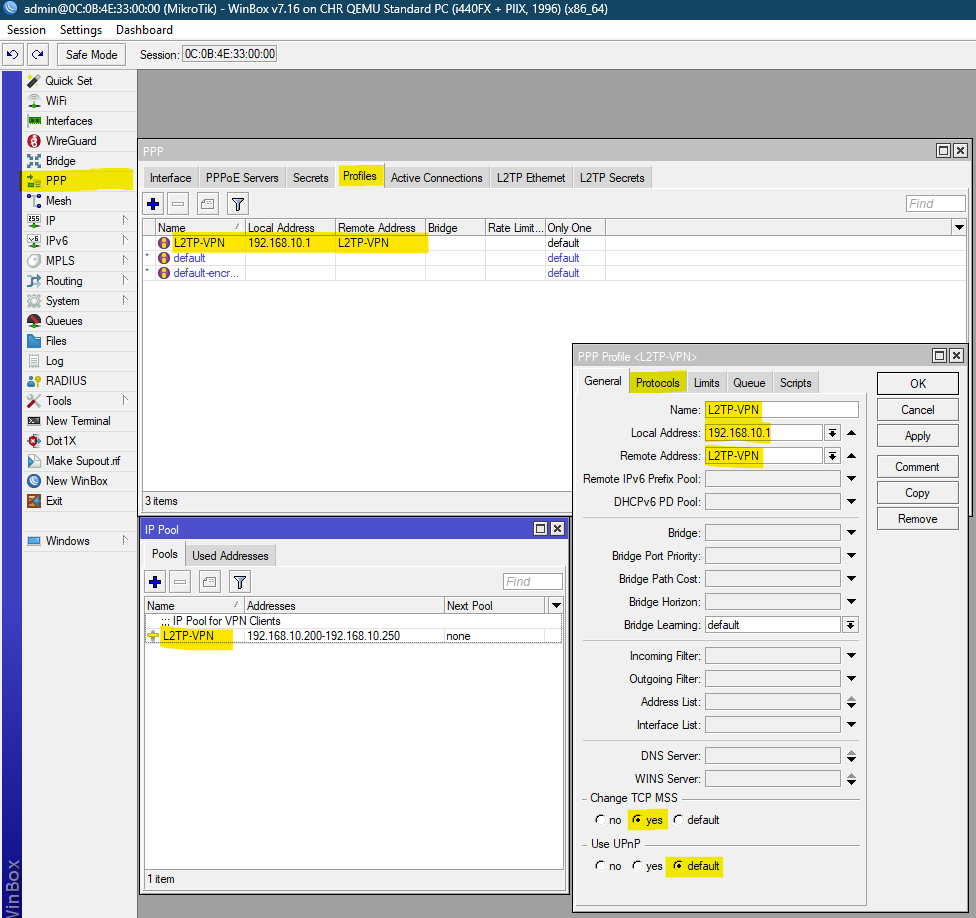 admin@0C:0B:4E:33:00:00 (MikroTik) - WinBox v7.16 on CHR QEMU Standard PC (i440FX + PIIX, 1996) (x86_64)
Session Settings Dashboard
Safe Mode Session: 0C:0B:4E:33:00:00
Quick Set
WiFi
Interfaces
WireGuard
Bridge
PPP
Mesh
IP
IPv6
MPLS
Routing
System
Queues
Files
Log
RADIUS
Tools
New Terminal
Dot1X
Make Supout.rif
New WinBox
Exit
Windows
WinBox
PPP
Interface PPPoE Servers Secrets Profiles Active Connections L2TP Ethernet L2TP Secrets
Find
Name Local Address Remote Address Bridge Rate Limit... Only One
L2TP-VPN 192.168.10.1 L2TP-VPN default
* default default
* default-encr... default
3 items
IP Pool
Pools Used Addresses
Find
Name Addresses Next Pool
;;; IP Pool for VPN Clients
L2TP-VPN 192.168.10.200-192.168.10.250 none
1 item
PPP Profile <L2TP-VPN>
General Protocols Limits Queue Scripts
Name: L2TP-VPN
Local Address: 192.168.10.1
Remote Address: L2TP-VPN
Remote IPv6 Prefix Pool:
DHCPv6 PD Pool:
Bridge:
Bridge Port Priority:
Bridge Path Cost:
Bridge Horizon:
Bridge Learning: default
Incoming Filter:
Outgoing Filter:
Address List:
Interface List:
DNS Server:
WINS Server:
Change TCP MSS
no yes default
Use UPnP
no yes default
OK
Cancel
Apply
Comment
Copy
Remove